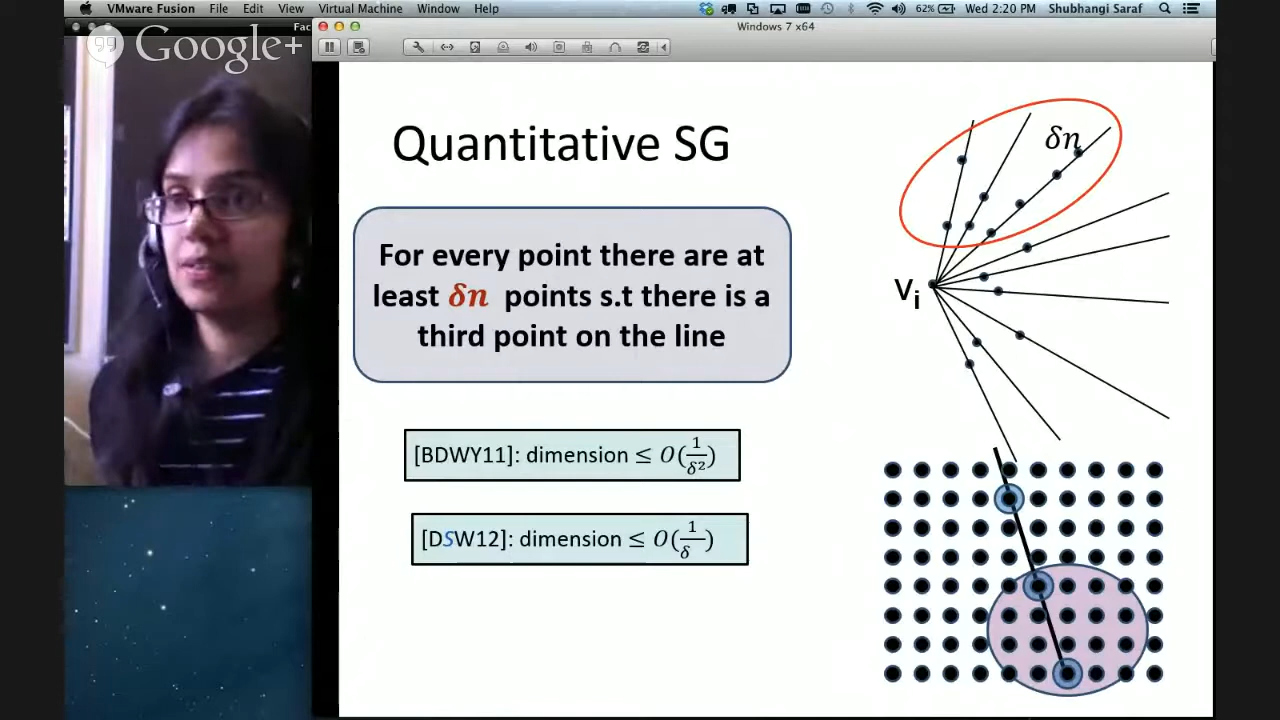 VMware Fusion File Edit View Virtual Machine Window Help 62% Wed 2:20 PM Shubhangi Saraf
Fac
Windows 7 x64
Google+
Quantitative SG
For every point there are at
least δn points s.t there is a
third point on the line
[BDWY11]: dimension ≤ O(1/δ²)
[DSW12]: dimension ≤ O(1/δ)
δn
Vi